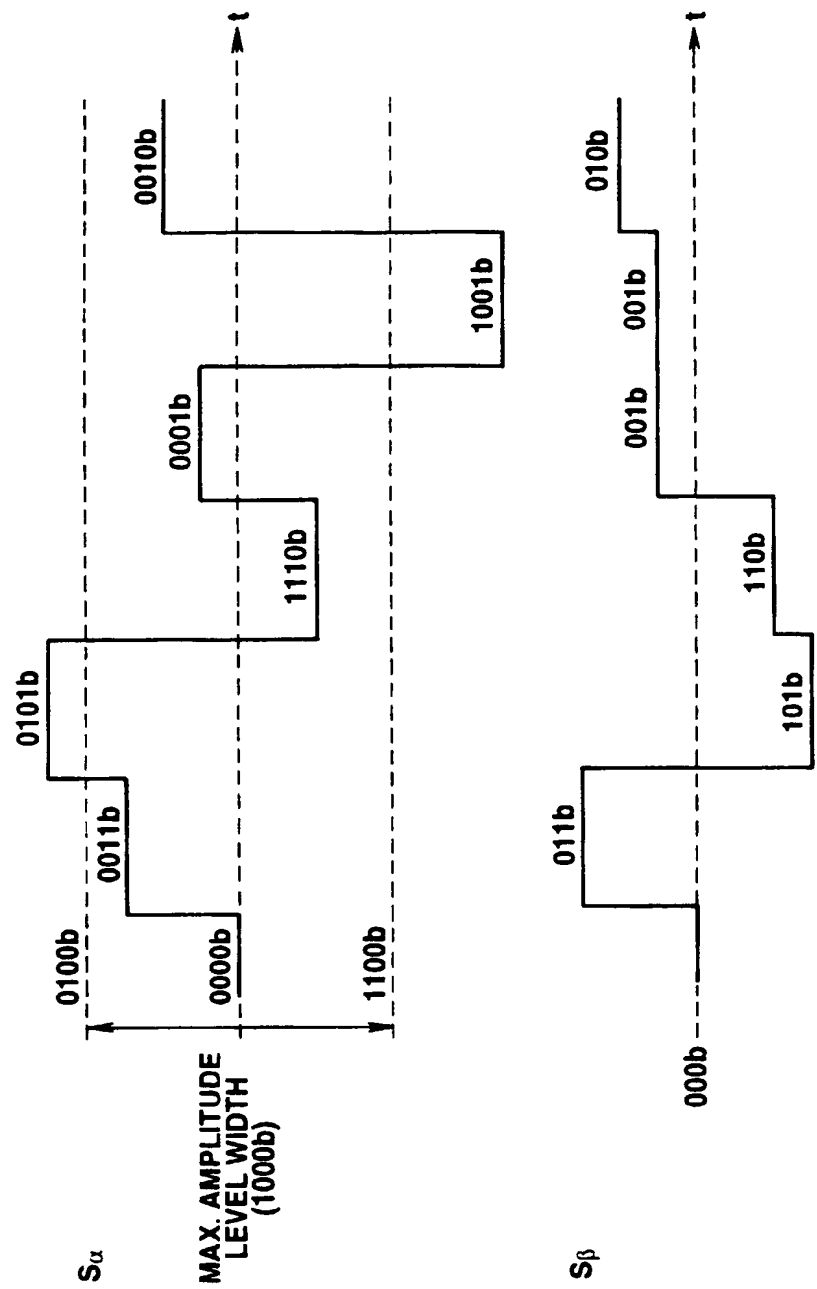 Sα
MAX. AMPLITUDE
LEVEL WIDTH
(1000b)
0100b
0000b
1100b
0011b
0101b
1110b
0001b
1001b
0010b
t
Sβ
000b
011b
101b
110b
001b
001b
010b
t